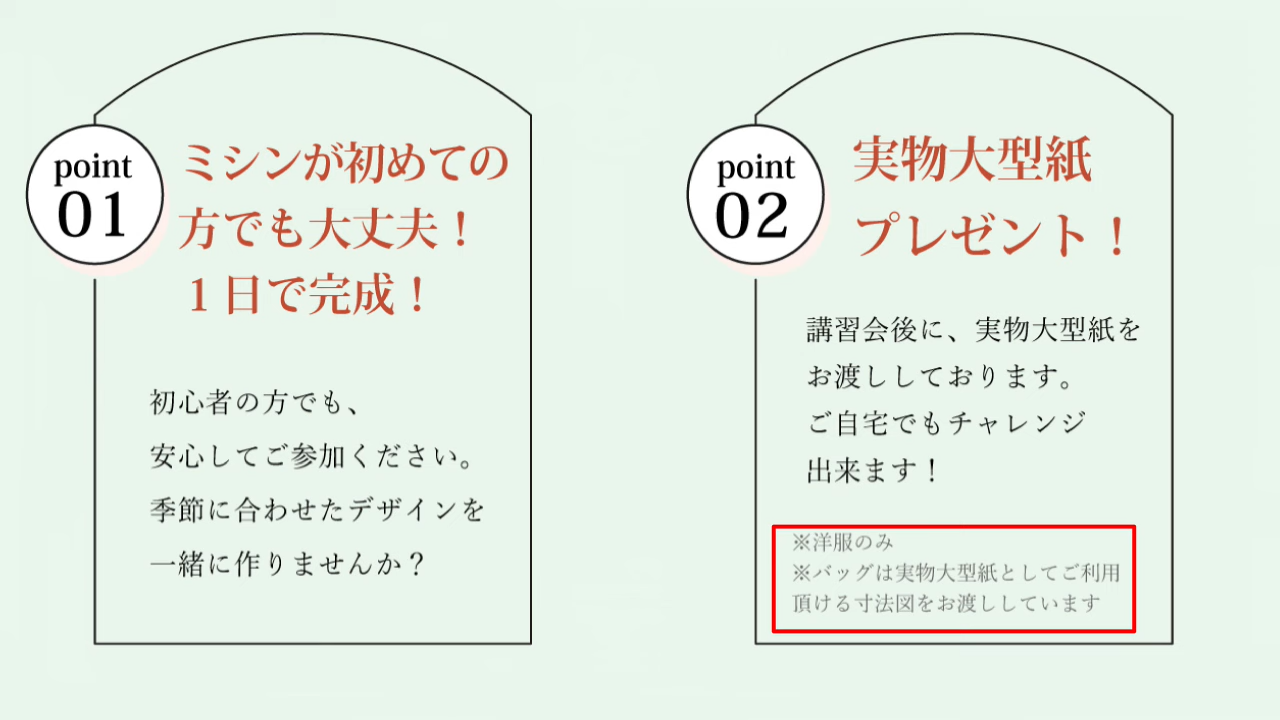 point
01
ミシンが初めての
方でも大丈夫！
1日で完成！
初心者の方でも、
安心してご参加ください。
季節に合わせたデザインを
一緒に作りませんか？
point
02
実物大型紙
プレゼント！
講習会後に、実物大型紙を
お渡ししております。
ご自宅でもチャレンジ
出来ます！
※洋服のみ
※バッグは実物大型紙としてご利用
頂ける寸法図をお渡ししています